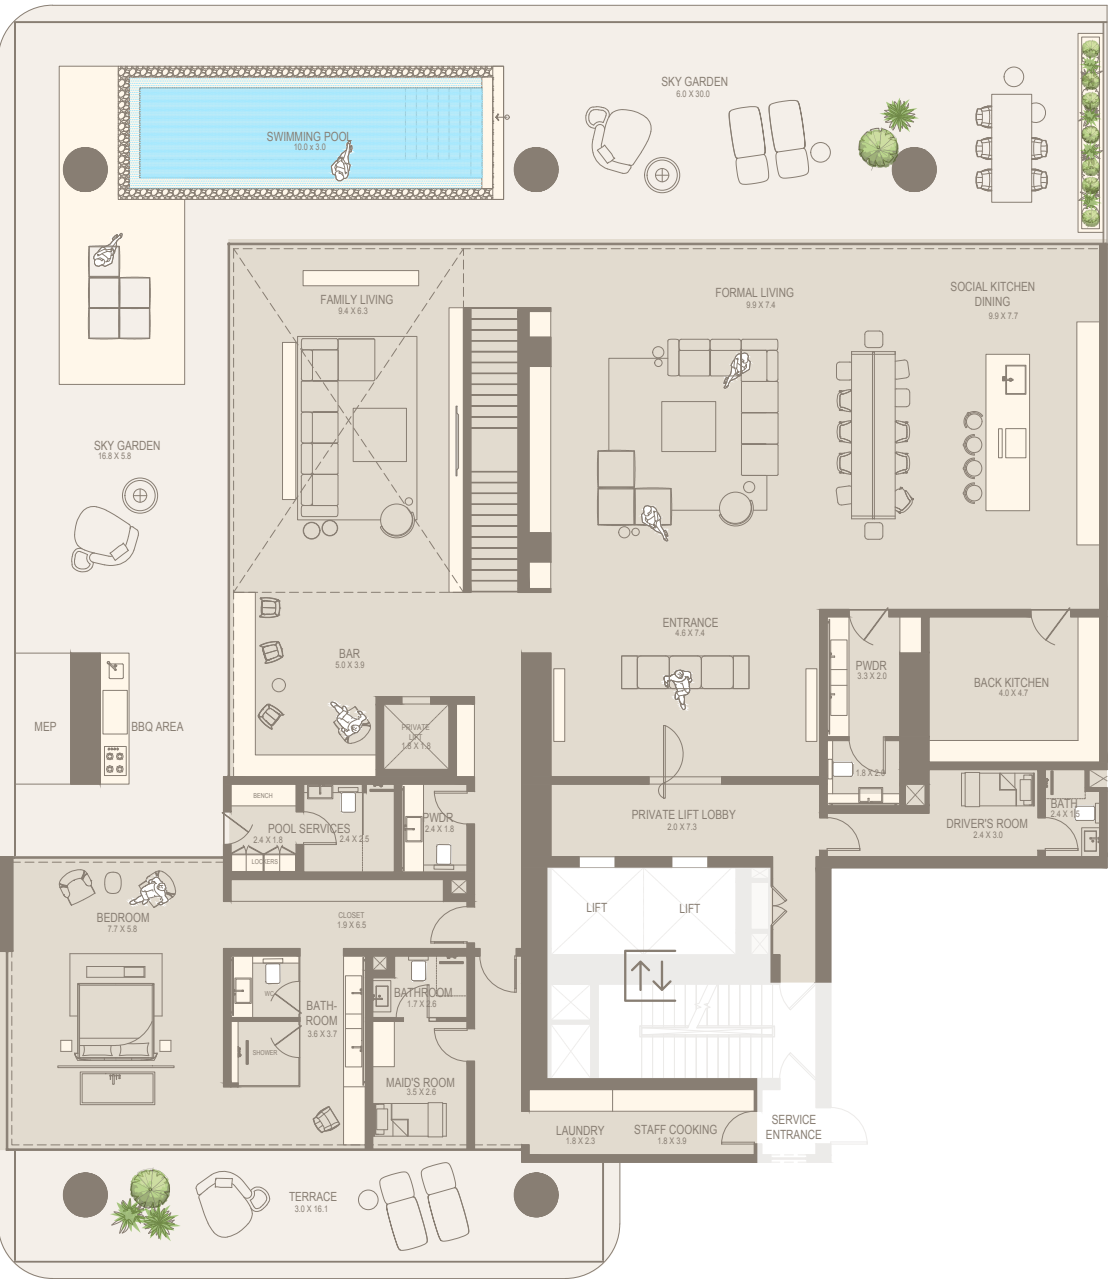 SKY GARDEN
6.0 X 30.0
SWIMMING POOL
10.0 x 3.0
FAMILY LIVING
9.4 X 6.3
FORMAL LIVING
9.9 X 7.4
SOCIAL KITCHEN
DINING
9.9 X 7.7
SKY GARDEN
16.8 X 5.8
ENTRANCE
4.6 X 7.4
BAR
5.0 X 3.9
PWDR
3.3 X 2.0
BACK KITCHEN
4.0 X 4.7
MEP
BBQ AREA
PRIVATE
LIFT
1.8 X 1.8
BENCH
POOL SERVICES
2.4 X 1.8
2.4 X 2.5
LOCKERS
PWDR
2.4 X 1.8
PRIVATE LIFT LOBBY
2.0 X 7.3
DRIVER'S ROOM
2.4 X 3.0
BATH
2.4 X 1.5
BEDROOM
7.7 X 5.8
CLOSET
1.9 X 6.5
LIFT
LIFT
WC
BATH-
ROOM
3.6 X 3.7
SHOWER
BATHROOM
1.7 X 2.6
MAID'S ROOM
3.5 X 2.6
LAUNDRY
1.8 X 2.3
STAFF COOKING
1.8 X 3.9
SERVICE
ENTRANCE
TERRACE
3.0 X 16.1